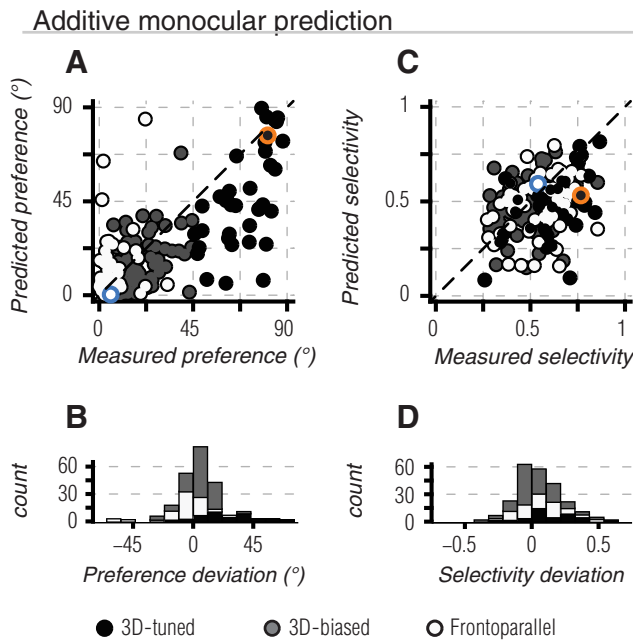 Additive monocular prediction
A
C
90
45
0
Predicted preference (°)
0
45
90
Measured preference (°)
1
0.5
0
Predicted selectivity
0
0.5
1
Measured selectivity
B
D
60
30
0
count
−45
0
45
Preference deviation (°)
60
30
0
count
−0.5
0
0.5
Selectivity deviation
3D-tuned
3D-biased
Frontoparallel